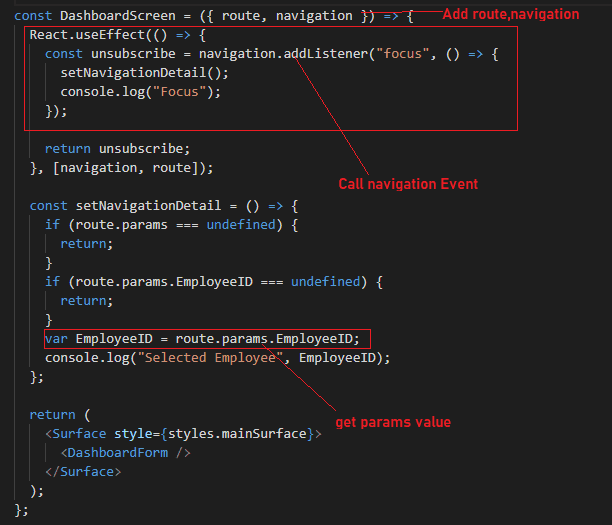 const DashboardScreen = ({ route, navigation }) => {
Add route,navigation
React.useEffect(() => {
const unsubscribe = navigation.addListener("focus", () => {
setNavigationDetail();
console.log("Focus");
});
return unsubscribe;
}, [navigation, route]);
Call navigation Event
const setNavigationDetail = () => {
if (route.params === undefined) {
return;
}
if (route.params.EmployeeID === undefined) {
return;
}
var EmployeeID = route.params.EmployeeID;
console.log("Selected Employee", EmployeeID);
};
get params value
return (
<Surface style={styles.mainSurface}>
<DashboardForm />
</Surface>
);
};